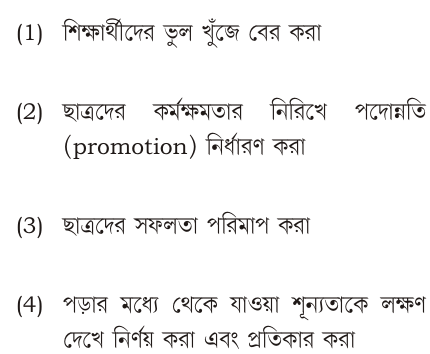 (1) শিক্ষার্থীদের ভুল খুঁজে বের করা
(2) ছাত্রদের কর্মক্ষমতার নিরিখে পদোন্নতি
(promotion) নির্ধারণ করা
(3) ছাত্রদের সফলতা পরিমাপ করা
(4) পড়ার মধ্যে থেকে যাওয়া শূন্যতাকে লক্ষণ
দেখে নির্ণয় করা এবং প্রতিকার করা